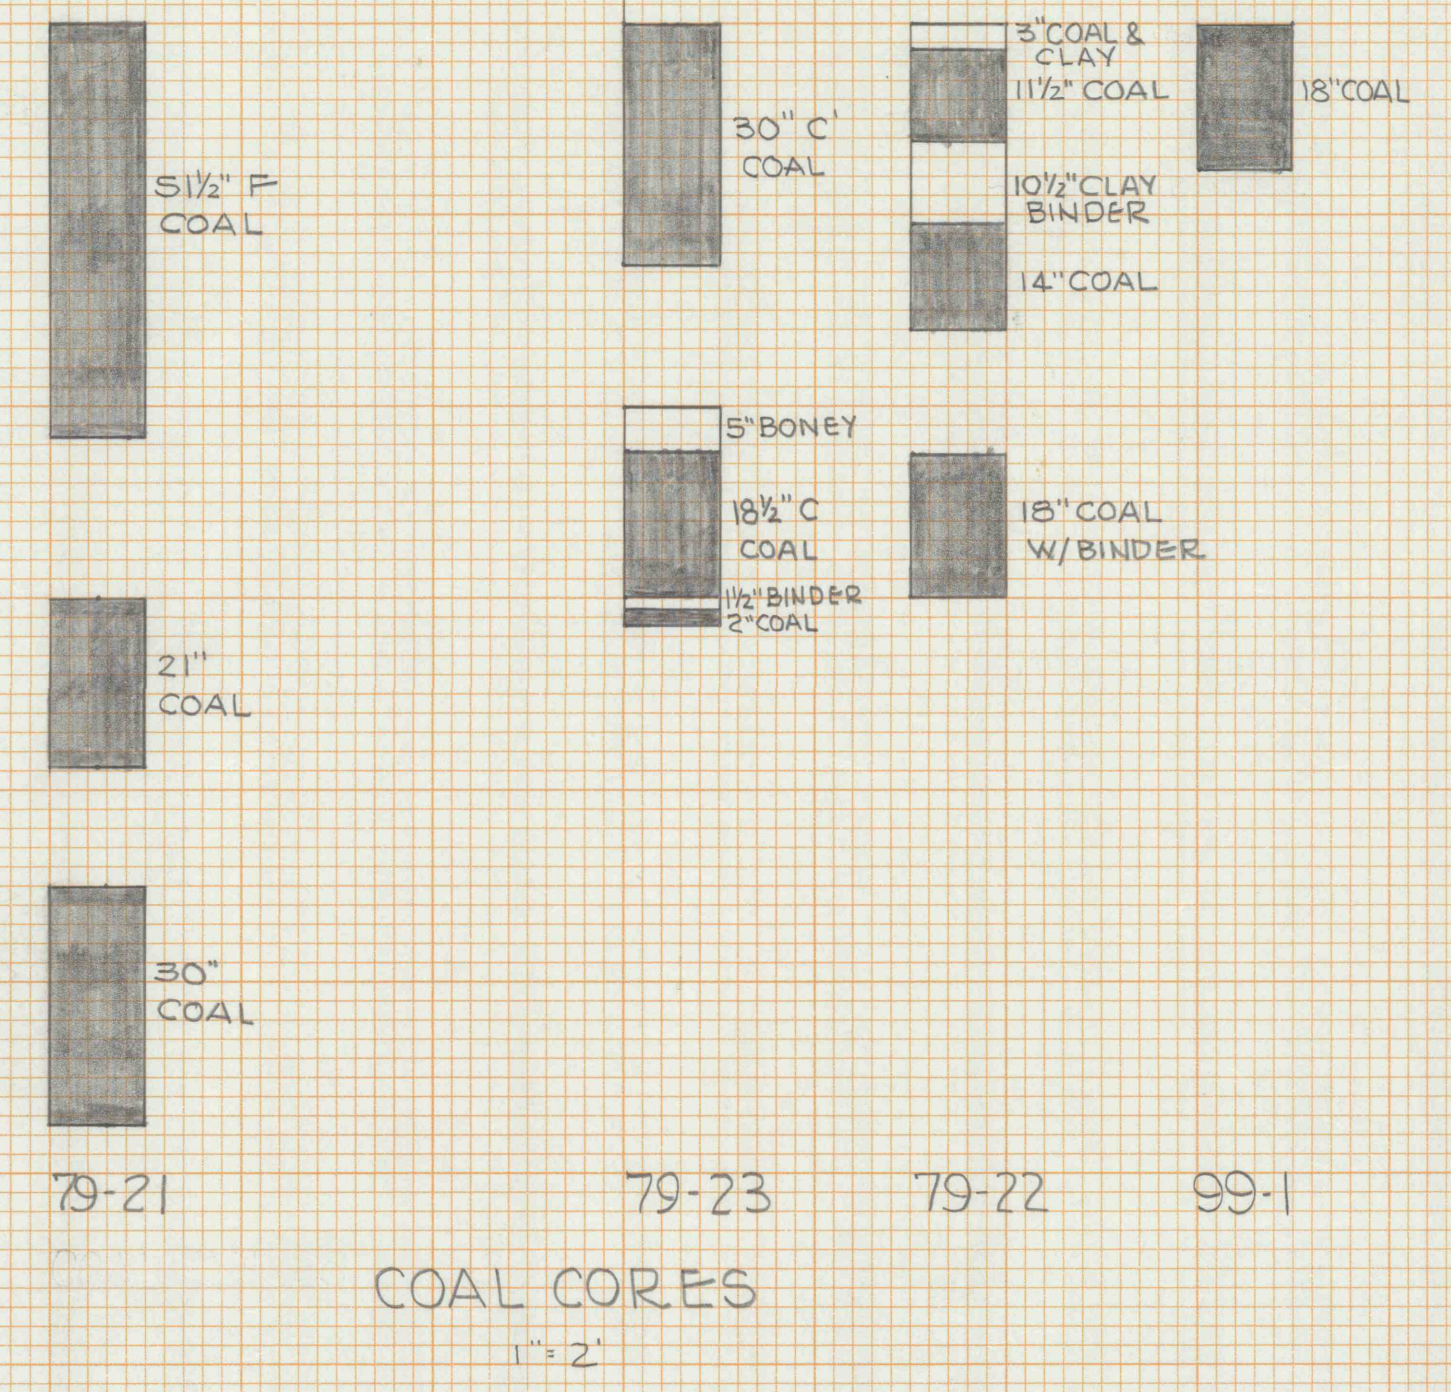 51½" F
COAL
21"
COAL
30"
COAL
79-21
30" C'
COAL
5" BONEY
18½" C
COAL
1½" BINDER
2" COAL
79-23
3" COAL &
CLAY
11½" COAL
10½" CLAY
BINDER
14" COAL
18" COAL
W/ BINDER
79-22
18" COAL
99-1
COAL CORES
1" = 2'